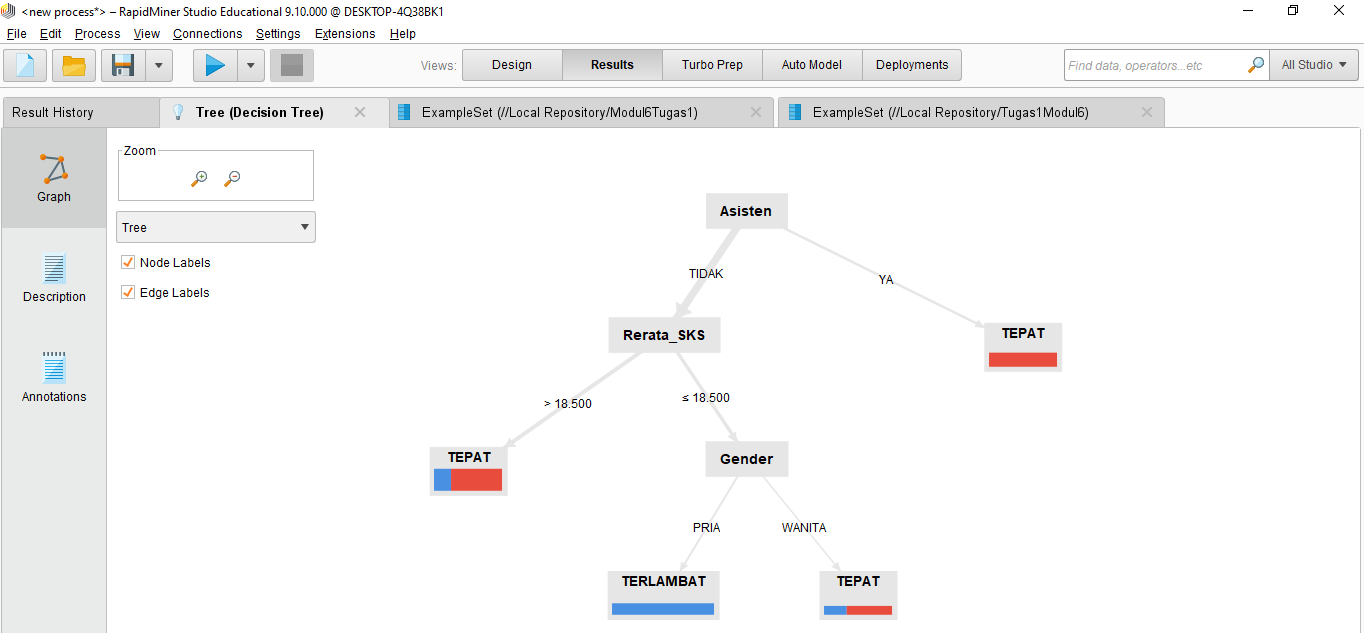 <new process*> – RapidMiner Studio Educational 9.10.000 @ DESKTOP-4Q38BK1
File Edit Process View Connections Settings Extensions Help
Views: Design Results Turbo Prep Auto Model Deployments Find data, operators...etc All Studio
Result History Tree (Decision Tree) ExampleSet (//Local Repository/Modul6Tugas1) ExampleSet (//Local Repository/Tugas1Modul6)
Graph
Description
Annotations
Zoom
Tree
Node Labels
Edge Labels
Asisten
TIDAK
YA
Rerata_SKS
TEPAT
> 18.500
≤ 18.500
TEPAT
Gender
PRIA
WANITA
TERLAMBAT
TEPAT